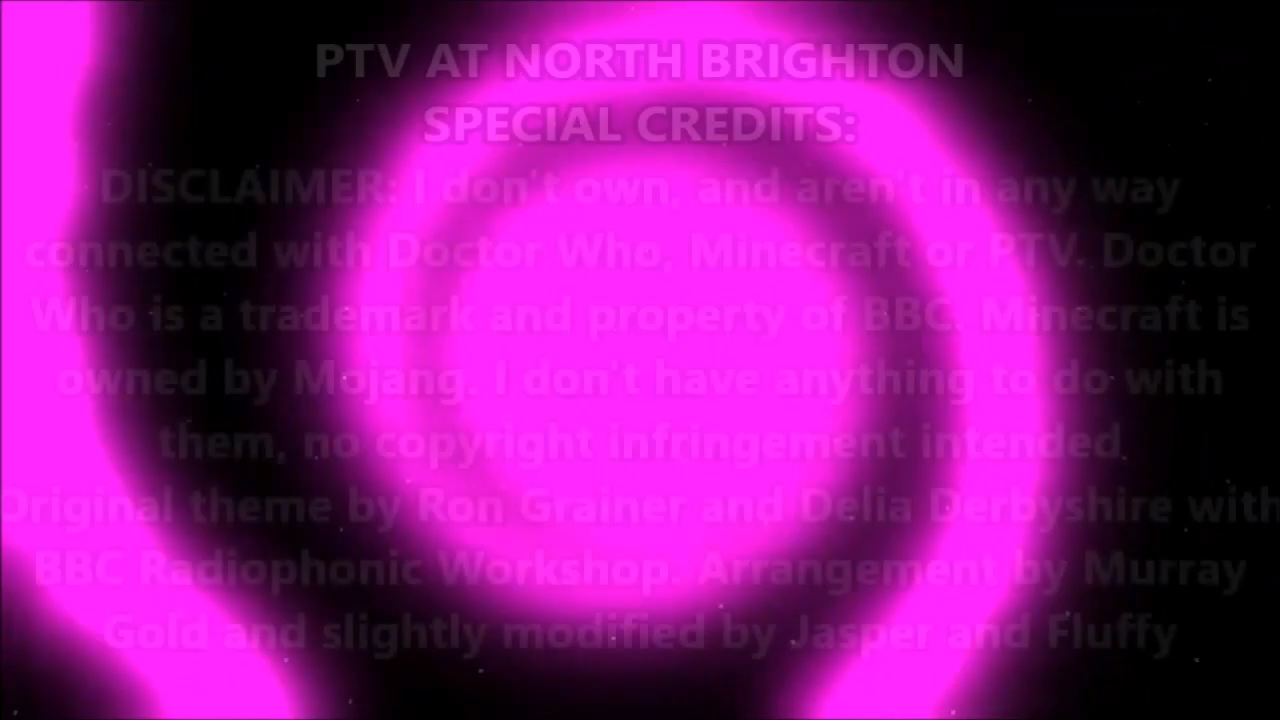 PTV AT NORTH BRIGHTON
SPECIAL CREDITS:
DISCLAIMER: I don't own, and aren't in any way
connected with Doctor Who, Minecraft or PTV. Doctor
Who is a trademark and property of BBC. Minecraft is
owned by Mojang. I don't have anything to do with
them, no copyright infringement intended.
Original theme by Ron Grainer and Delia Derbyshire with
BBC Radiophonic Workshop. Arrangement by Murray
Gold and slightly modified by Jasper and Fluffy